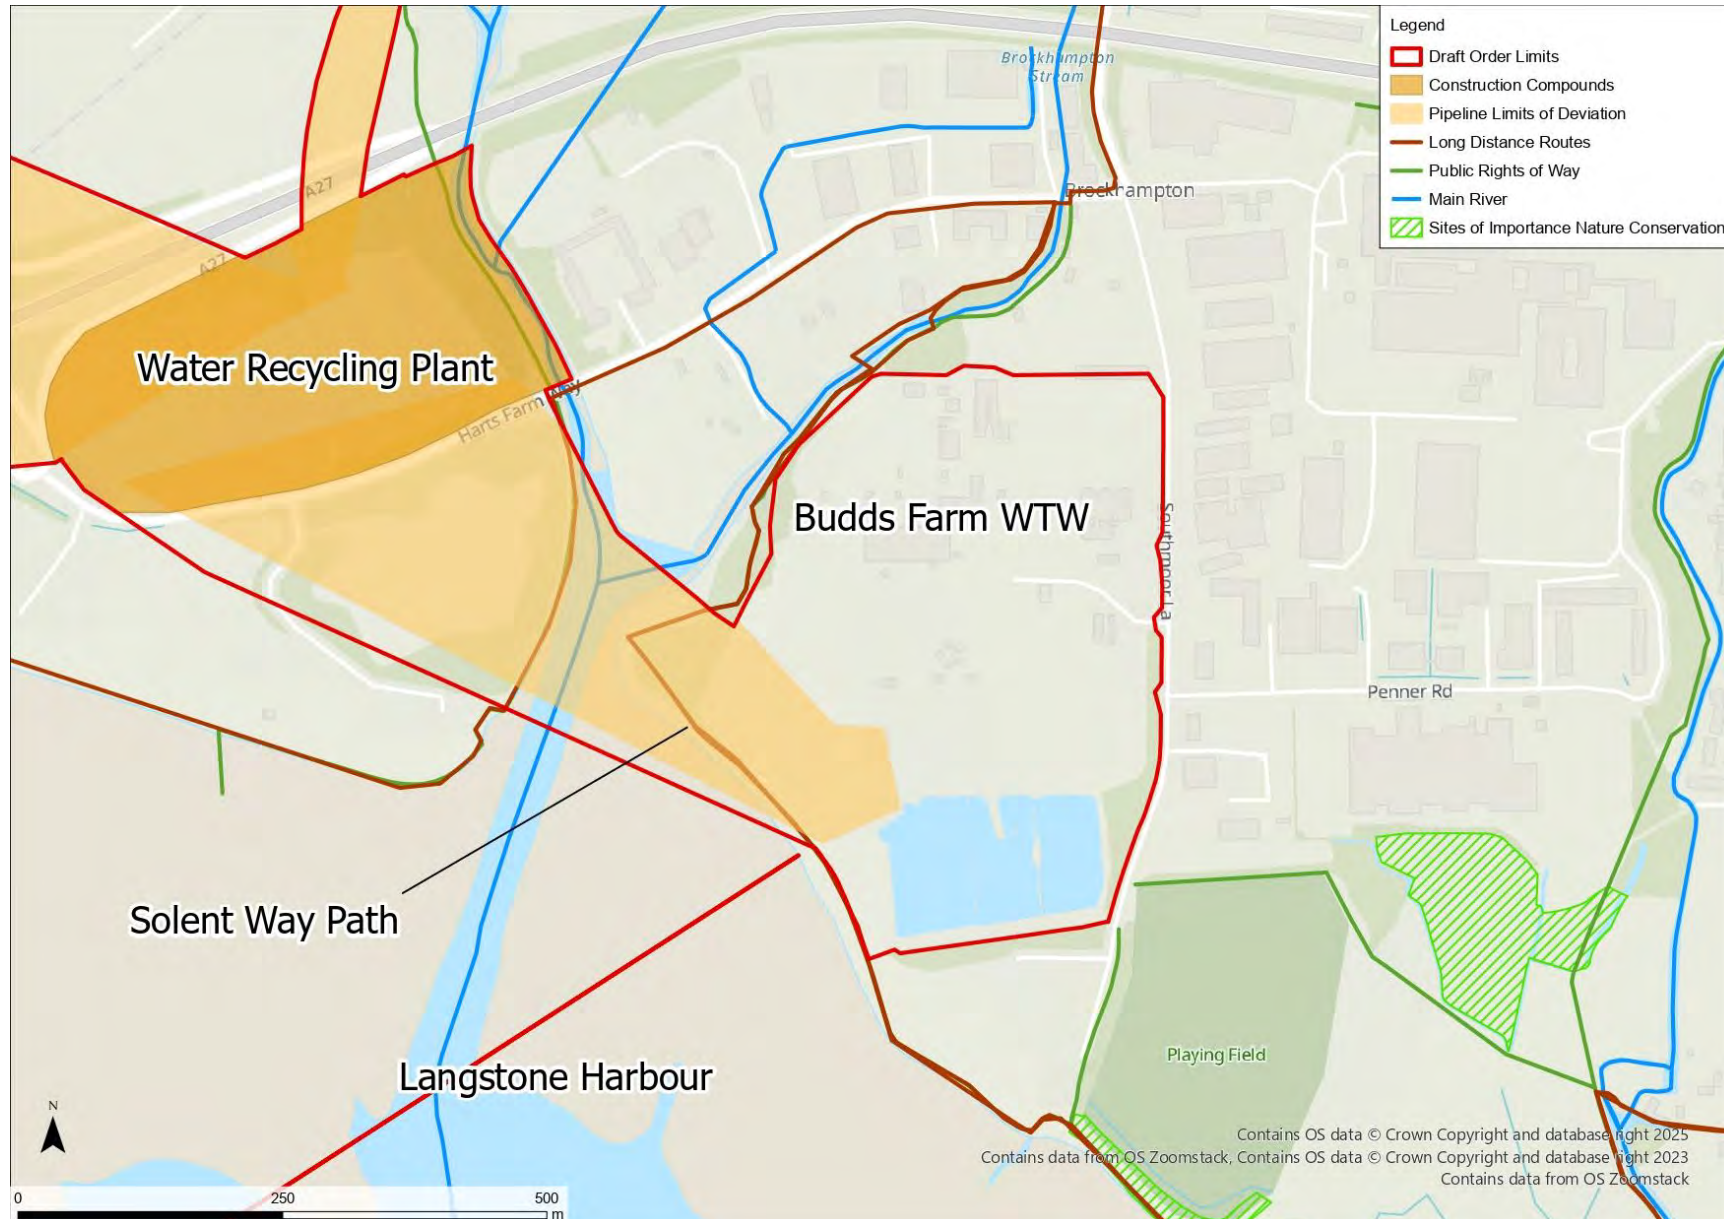 Legend
Draft Order Limits
Construction Compounds
Pipeline Limits of Deviation
Long Distance Routes
Public Rights of Way
Main River
Sites of Importance Nature Conservation
Brockhampton
Stream
A27
Brockhampton
A27
Water Recycling Plant
Harts Farm Way
Budds Farm WTW
Southmoor La
Penner Rd
Solent Way Path
Langstone Harbour
Playing Field
N
Contains OS data © Crown Copyright and database right 2025
Contains data from OS Zoomstack, Contains OS data © Crown Copyright and database right 2023
Contains data from OS Zoomstack
0 250 500
m